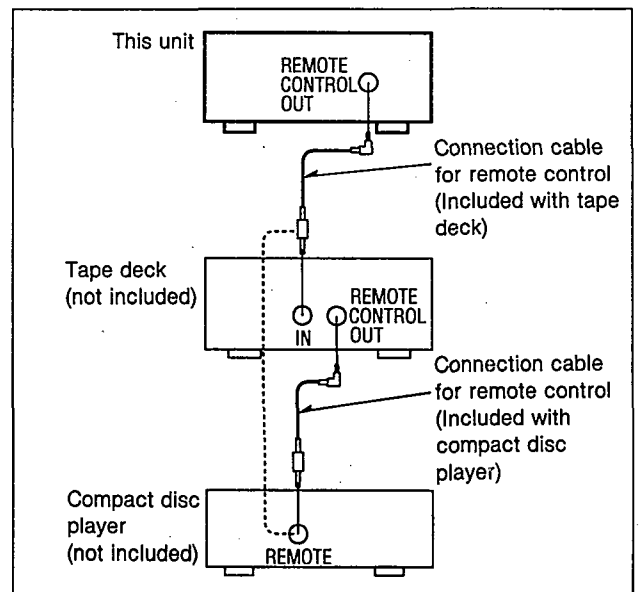 This unit
REMOTE
CONTROL
OUT
Connection cable
for remote control
(Included with tape
deck)
Tape deck
(not included)
IN
REMOTE
CONTROL
OUT
Connection cable
for remote control
(Included with
compact disc
player)
Compact disc
player
(not included)
REMOTE